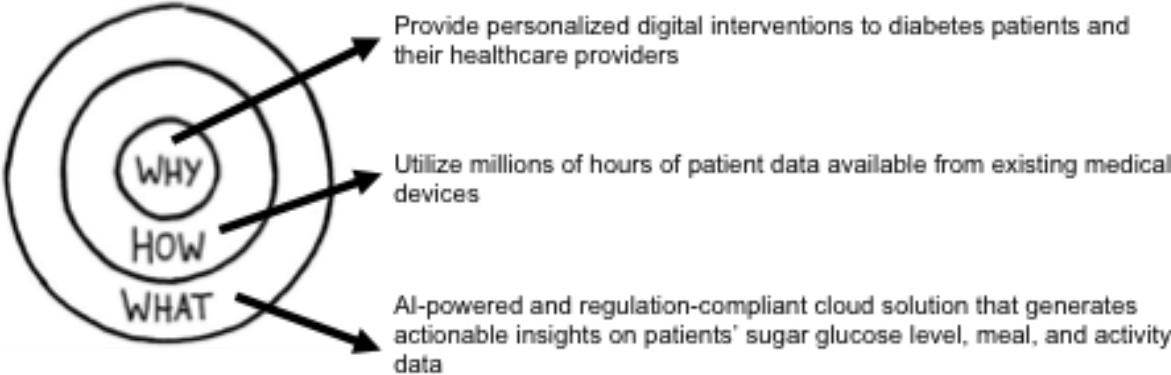 Provide personalized digital interventions to diabetes patients and
their healthcare providers
WHY
Utilize millions of hours of patient data available from existing medical
devices
HOW
WHAT
AI-powered and regulation-compliant cloud solution that generates
actionable insights on patients' sugar glucose level, meal, and activity
data